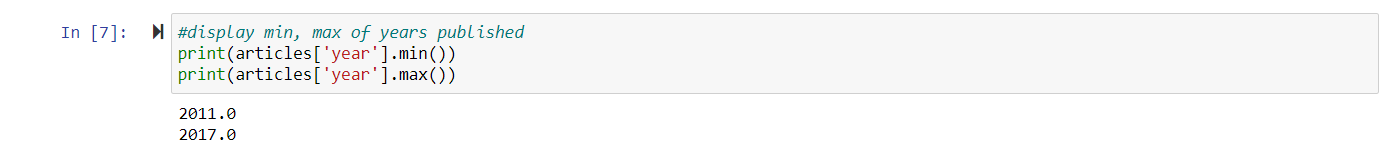 In [7]: #display min, max of years published
print(articles['year'].min())
print(articles['year'].max())
2011.0
2017.0